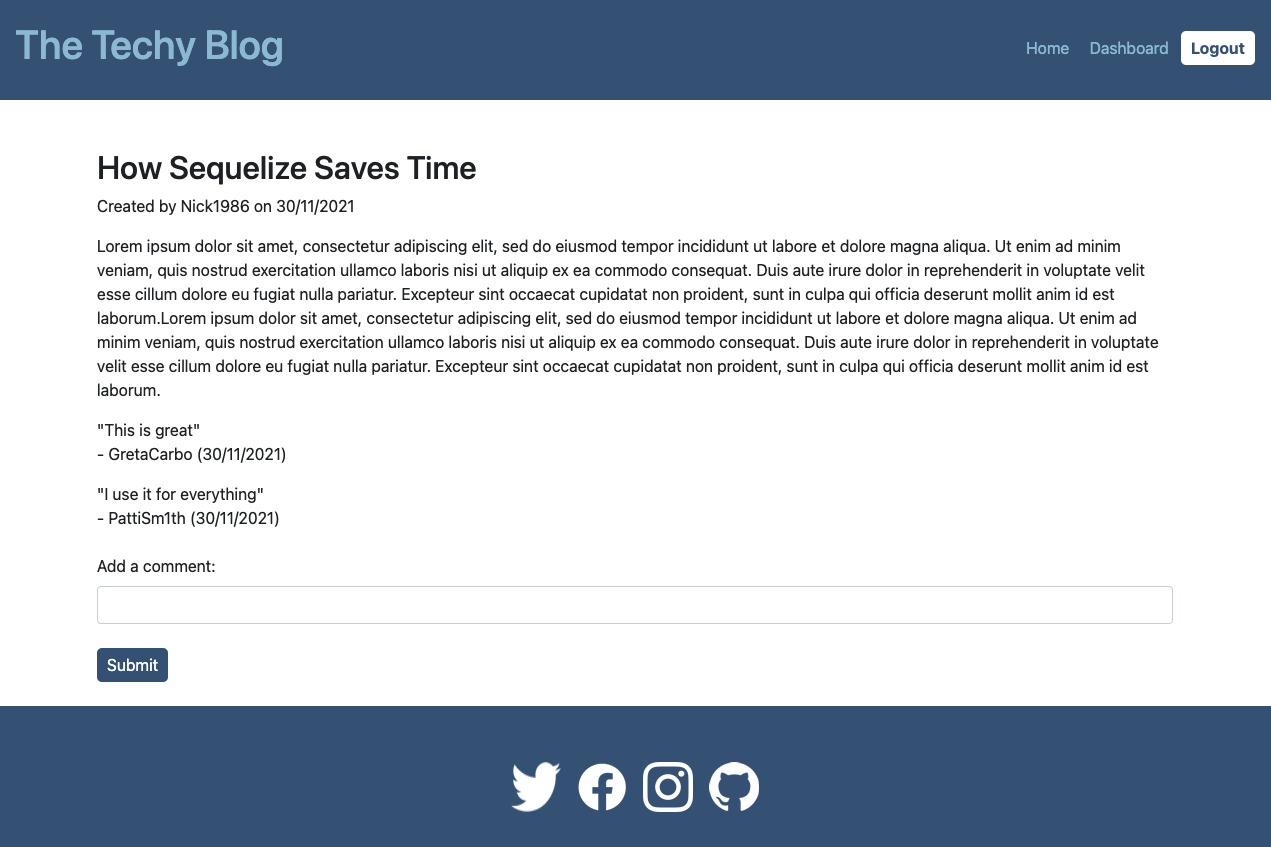 The Techy Blog
Home Dashboard Logout
How Sequelize Saves Time
Created by Nick1986 on 30/11/2021
Lorem ipsum dolor sit amet, consectetur adipiscing elit, sed do eiusmod tempor incididunt ut labore et dolore magna aliqua. Ut enim ad minim
veniam, quis nostrud exercitation ullamco laboris nisi ut aliquip ex ea commodo consequat. Duis aute irure dolor in reprehenderit in voluptate velit
esse cillum dolore eu fugiat nulla pariatur. Excepteur sint occaecat cupidatat non proident, sunt in culpa qui officia deserunt mollit anim id est
laborum.Lorem ipsum dolor sit amet, consectetur adipiscing elit, sed do eiusmod tempor incididunt ut labore et dolore magna aliqua. Ut enim ad
minim veniam, quis nostrud exercitation ullamco laboris nisi ut aliquip ex ea commodo consequat. Duis aute irure dolor in reprehenderit in voluptate
velit esse cillum dolore eu fugiat nulla pariatur. Excepteur sint occaecat cupidatat non proident, sunt in culpa qui officia deserunt mollit anim id est
laborum.
"This is great"
- GretaCarbo (30/11/2021)
"I use it for everything"
- PattiSm1th (30/11/2021)
Add a comment:
Submit